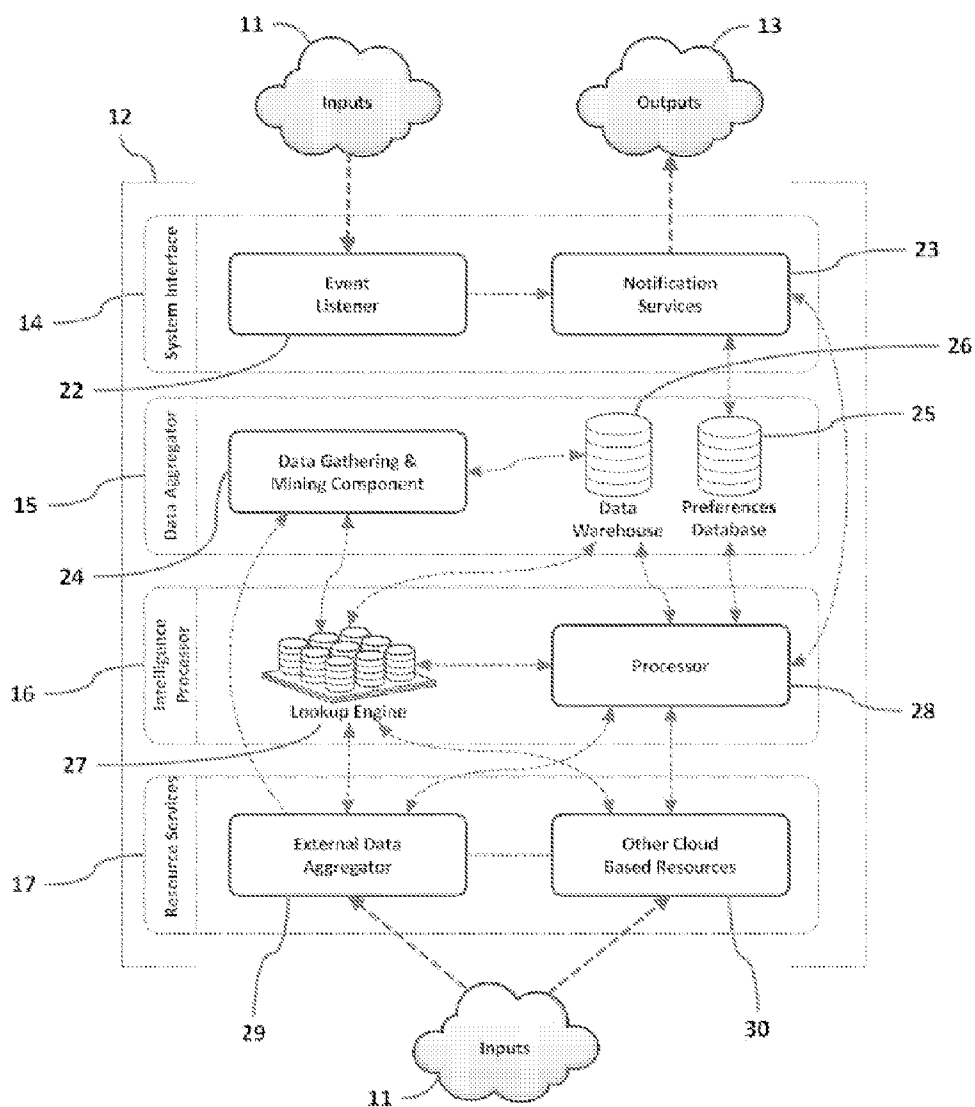 11
13
Inputs
Outputs
12
System Interface
14
Event
Listener
Notification
Services
23
22
26
Data Aggregator
15
Data Gathering &
Mining Component
25
Data
Warehouse
Preferences
Database
24
Intelligence
Processor
16
Lookup Engine
Processor
28
27
Resource Services
17
External Data
Aggregator
Other Cloud
Based Resources
29
30
Inputs
11